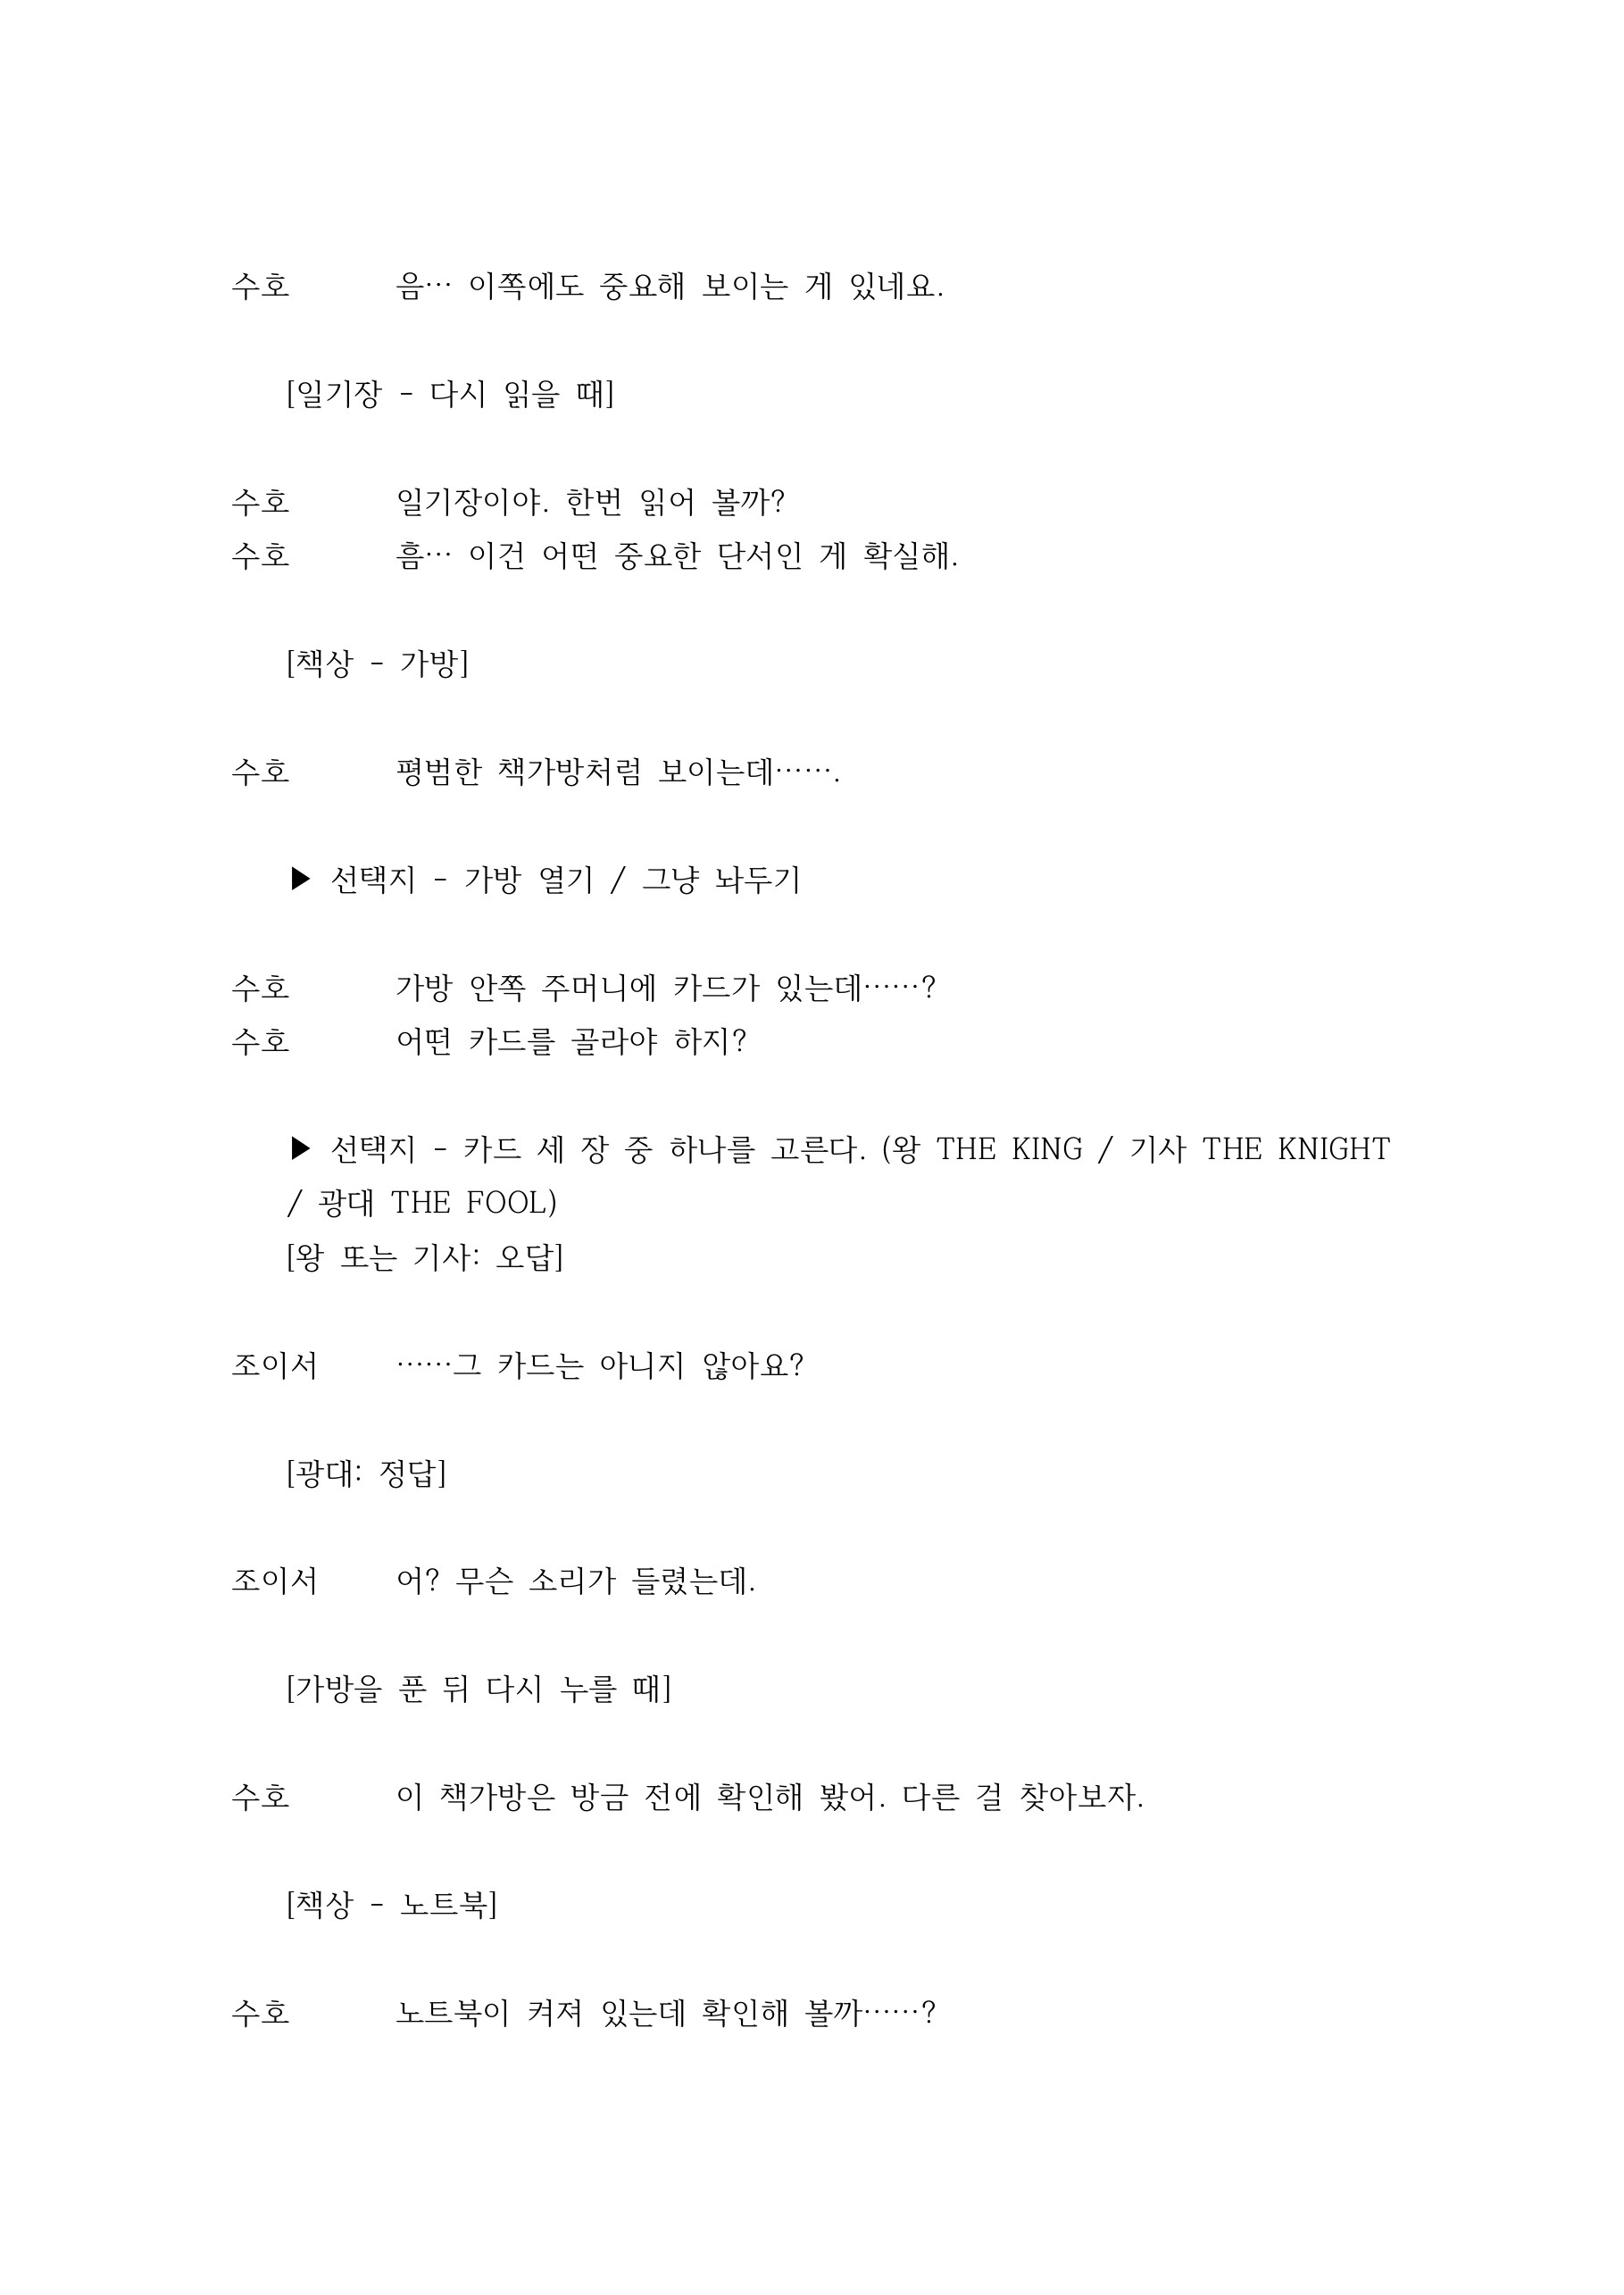 수호 음… 이쪽에도 중요해 보이는 게 있네요.
[일기장 - 다시 읽을 때]
수호 일기장이야. 한번 읽어 볼까?
수호 흠… 이건 어떤 중요한 단서인 게 확실해.
[책상 - 가방]
수호 평범한 책가방처럼 보이는데…….
▶ 선택지 - 가방 열기 / 그냥 놔두기
수호 가방 안쪽 주머니에 카드가 있는데……?
수호 어떤 카드를 골라야 하지?
▶ 선택지 - 카드 세 장 중 하나를 고른다. (왕 THE KING / 기사 THE KNIGHT
/ 광대 THE FOOL)
[왕 또는 기사: 오답]
조이서 ……그 카드는 아니지 않아요?
[광대: 정답]
조이서 어? 무슨 소리가 들렸는데.
[가방을 푼 뒤 다시 누를 때]
수호 이 책가방은 방금 전에 확인해 봤어. 다른 걸 찾아보자.
[책상 - 노트북]
수호 노트북이 켜져 있는데 확인해 볼까……?